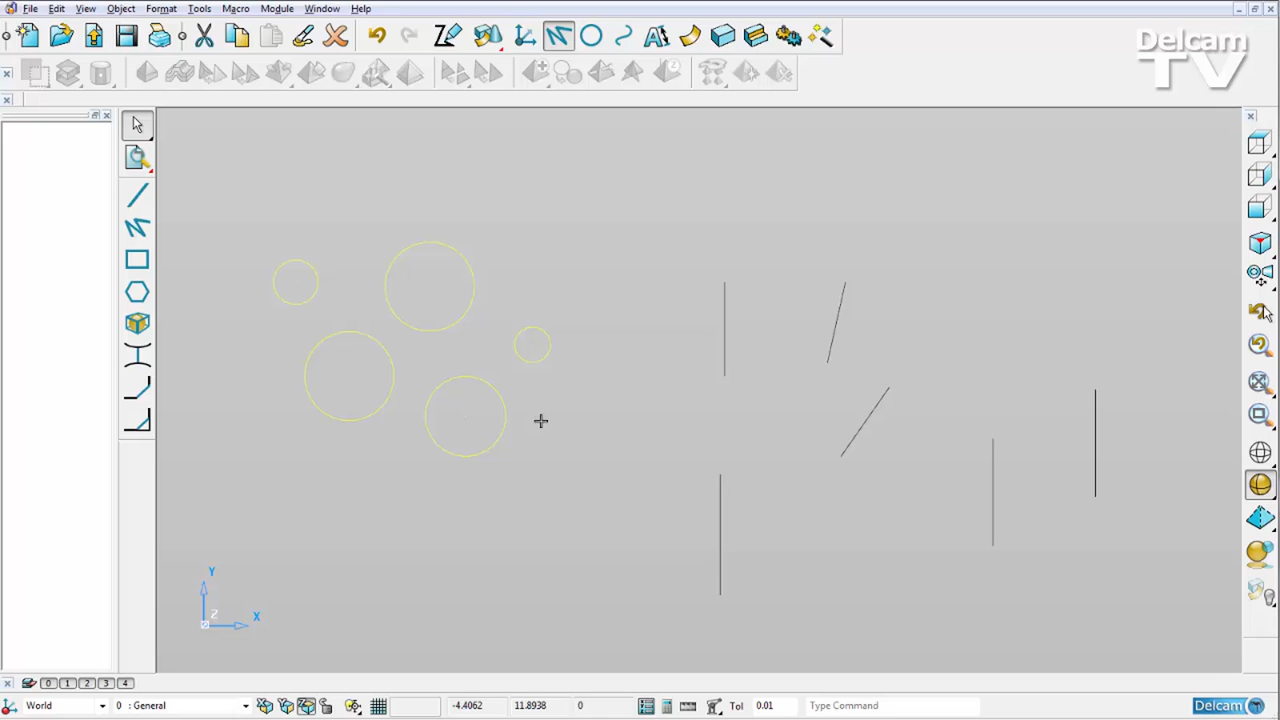 File Edit View Object Format Tools Macro Module Window Help
Delcam
TV
Y
Z
X
0 1 2 3 4
World 0 : General -4.4062 11.8938 0 Tol 0.01 Type Command Delcam